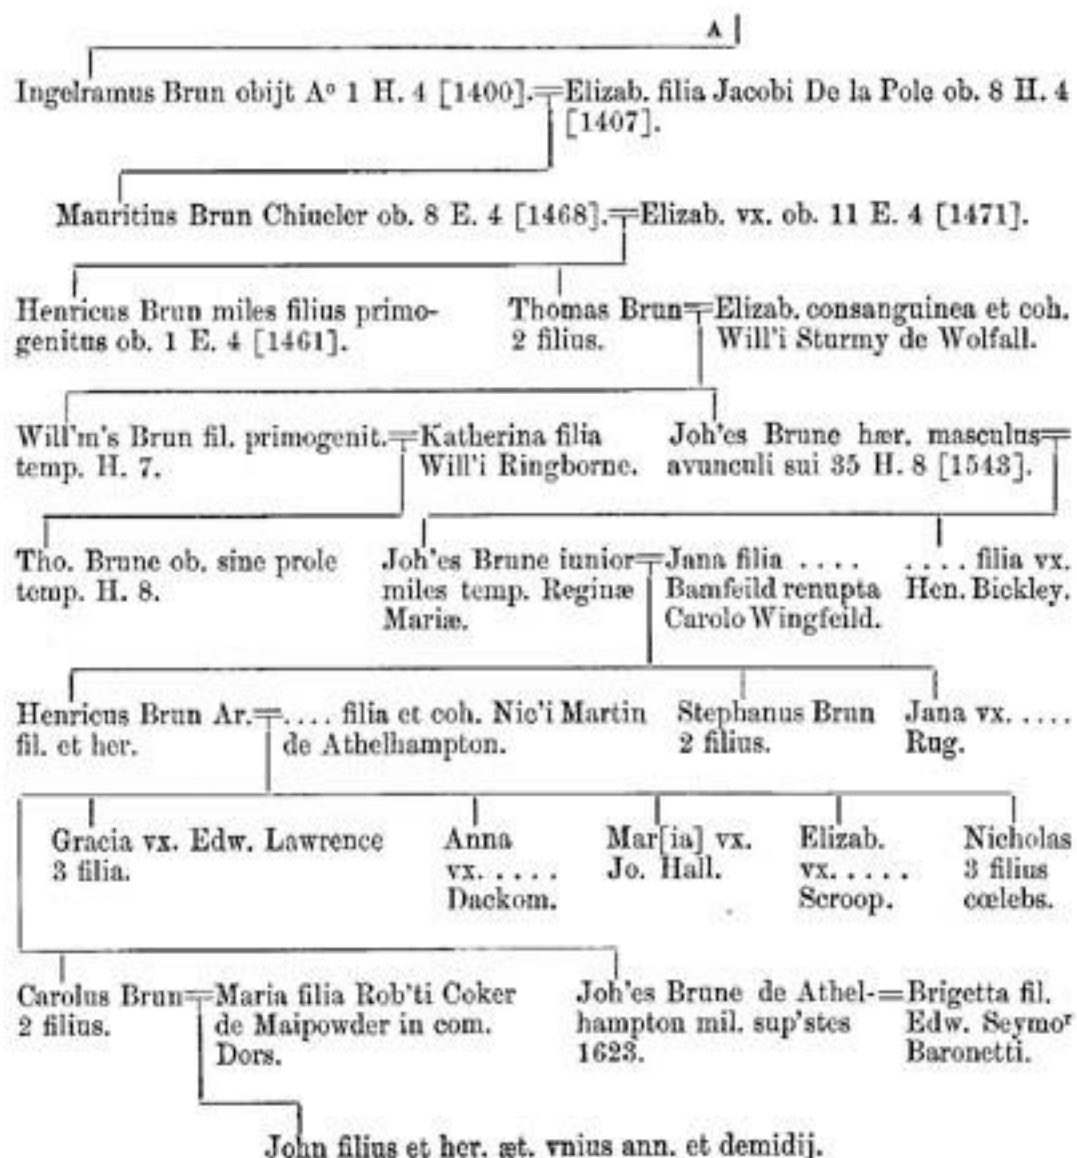 A
Ingelramus Brun obijt Aº 1 H. 4 [1400].
Elizab. filia Jacobi De la Pole ob. 8 H. 4
[1407].
Mauritius Brun Chiueler ob. 8 E. 4 [1468].
Elizab. vx. ob. 11 E. 4 [1471].
Henricus Brun miles filius primo-
genitus ob. 1 E. 4 [1461].
Thomas Brun
2 filius.
Elizab. consanguinea et coh.
Will'i Sturmy de Wolfall.
Will'm's Brun fil. primogenit.
temp. H. 7.
Katherina filia
Will'i Ringborne.
Joh'es Brune hær. masculus
avunculi sui 35 H. 8 [1543].
Tho. Brune ob. sine prole
temp. H. 8.
Joh'es Brune iunior
miles temp. Reginæ
Mariæ.
Jana filia . . . .
Bamfeild renupta
Carolo Wingfeild.
. . . . filia vx.
Hen. Bickley.
Henricus Brun Ar.
fil. et her.
. . . . filia et coh. Nic'i Martin
de Athelhampton.
Stephanus Brun
2 filius.
Jana vx. . . . .
Rug.
Gracia vx. Edw. Lawrence
3 filia.
Anna
vx. . . . .
Dackom.
Mar[ia] vx.
Jo. Hall.
Elizab.
vx. . . . .
Scroop.
Nicholas
3 filius
cœlebs.
Carolus Brun
2 filius.
Maria filia Rob'ti Coker
de Maipowder in com.
Dors.
Joh'es Brune de Athel-
hampton mil. sup'stes
1623.
Brigetta fil.
Edw. Seymoʳ
Baronetti.
John filius et her. æt. vnius ann. et demidij.